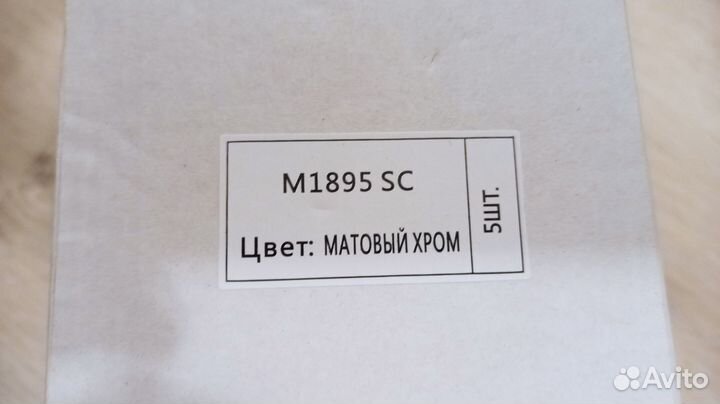 M1895 SC
Цвет: МАТОВЫЙ ХРОМ
5ШТ.
Avito